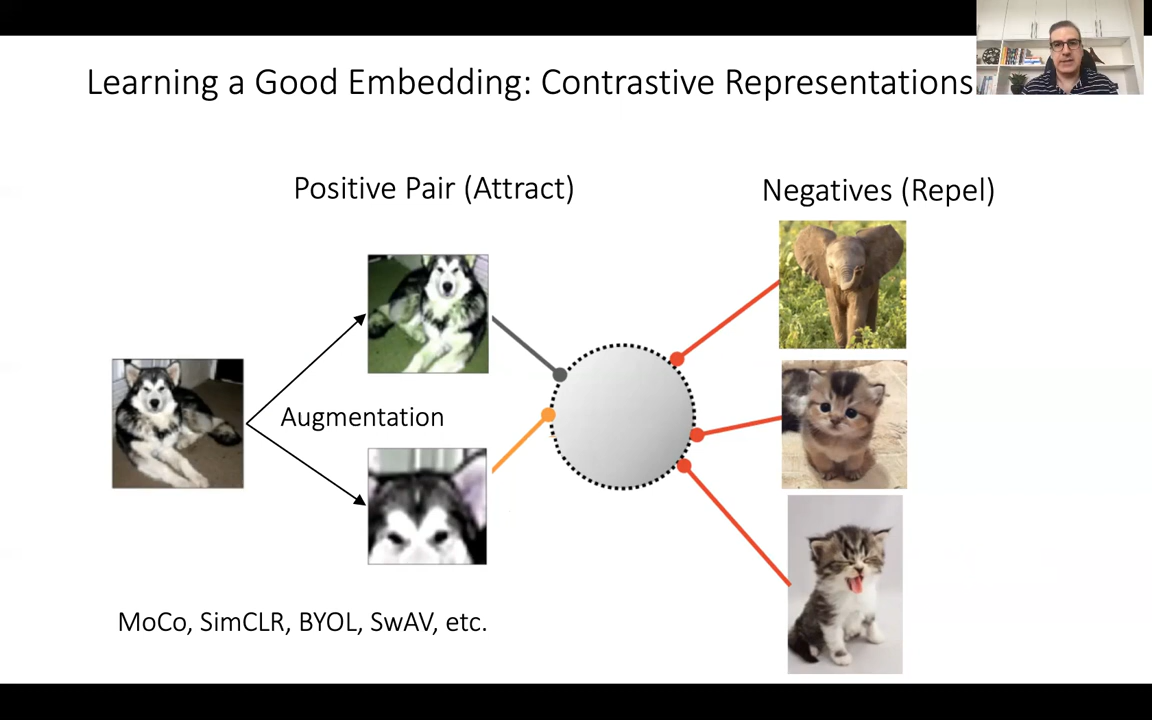 Learning a Good Embedding: Contrastive Representations
Positive Pair (Attract)
Negatives (Repel)
Augmentation
MoCo, SimCLR, BYOL, SwAV, etc.